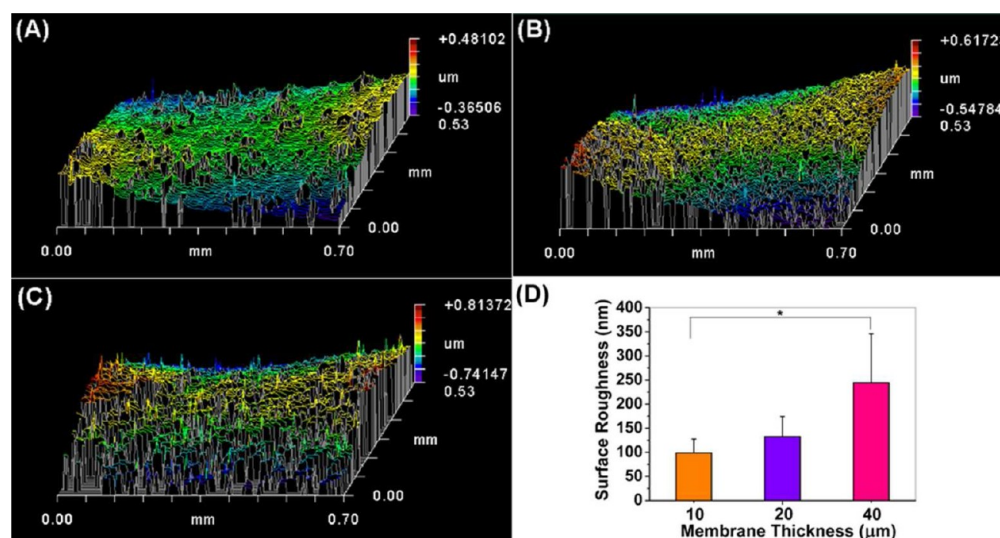 (A)
+0.48102
um
-0.36506
0.53
mm
0.00
0.00 mm 0.70
(B)
+0.6172
um
-0.54784
0.53
mm
0.00
0.00 mm 0.70
(C)
+0.81372
um
-0.74147
0.53
mm
0.00
0.00 mm 0.70
(D)
Surface Roughness (nm)
400
350
300
250
200
150
100
50
0
*
10 20 40
Membrane Thickness (μm)